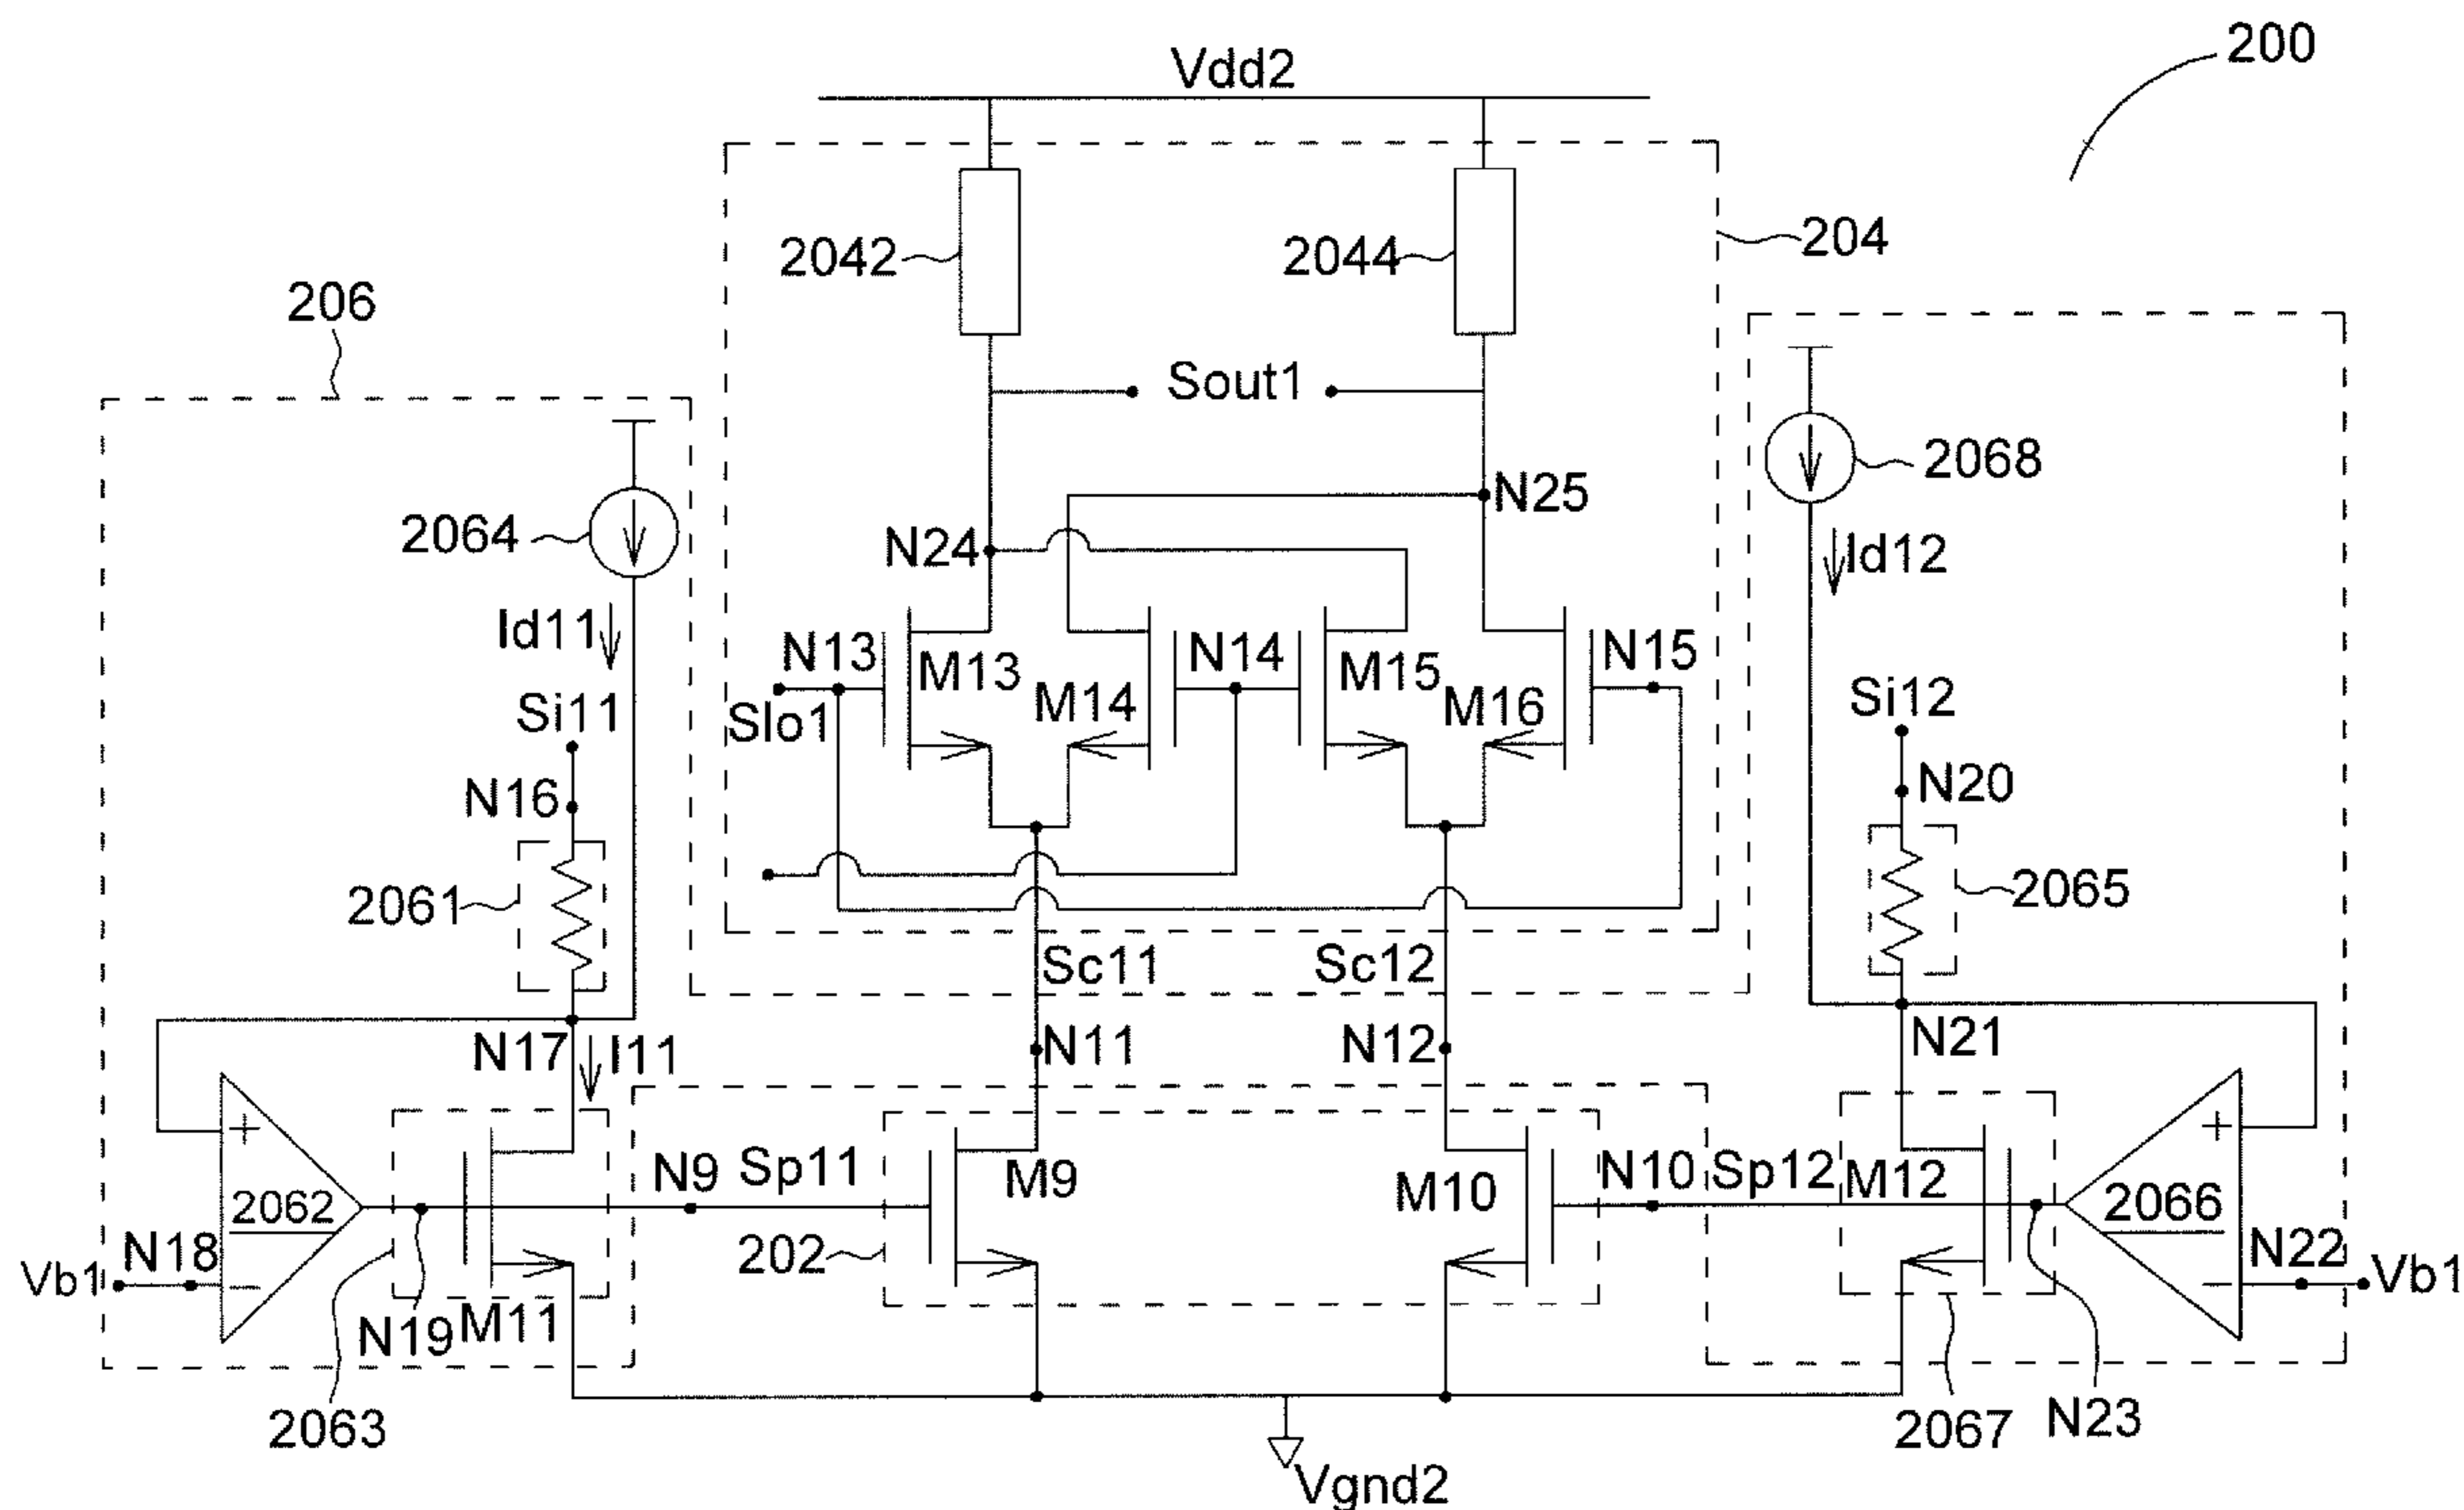 200
Vdd2
2042
2044
204
206
Sout1
2064
2068
N25
N24
Id11
Id12
N13
M13
N14
M15
N15
Si11
Slo1
M14
M16
Si12
N16
N20
2061
2065
Sc11
Sc12
N17
I11
N11
N12
N21
+
+
2062
N9
Sp11
M9
M10
N10
Sp12
M12
2066
Vb1
N18
−
202
−
N22
Vb1
N19
M11
2063
2067
N23
Vgnd2